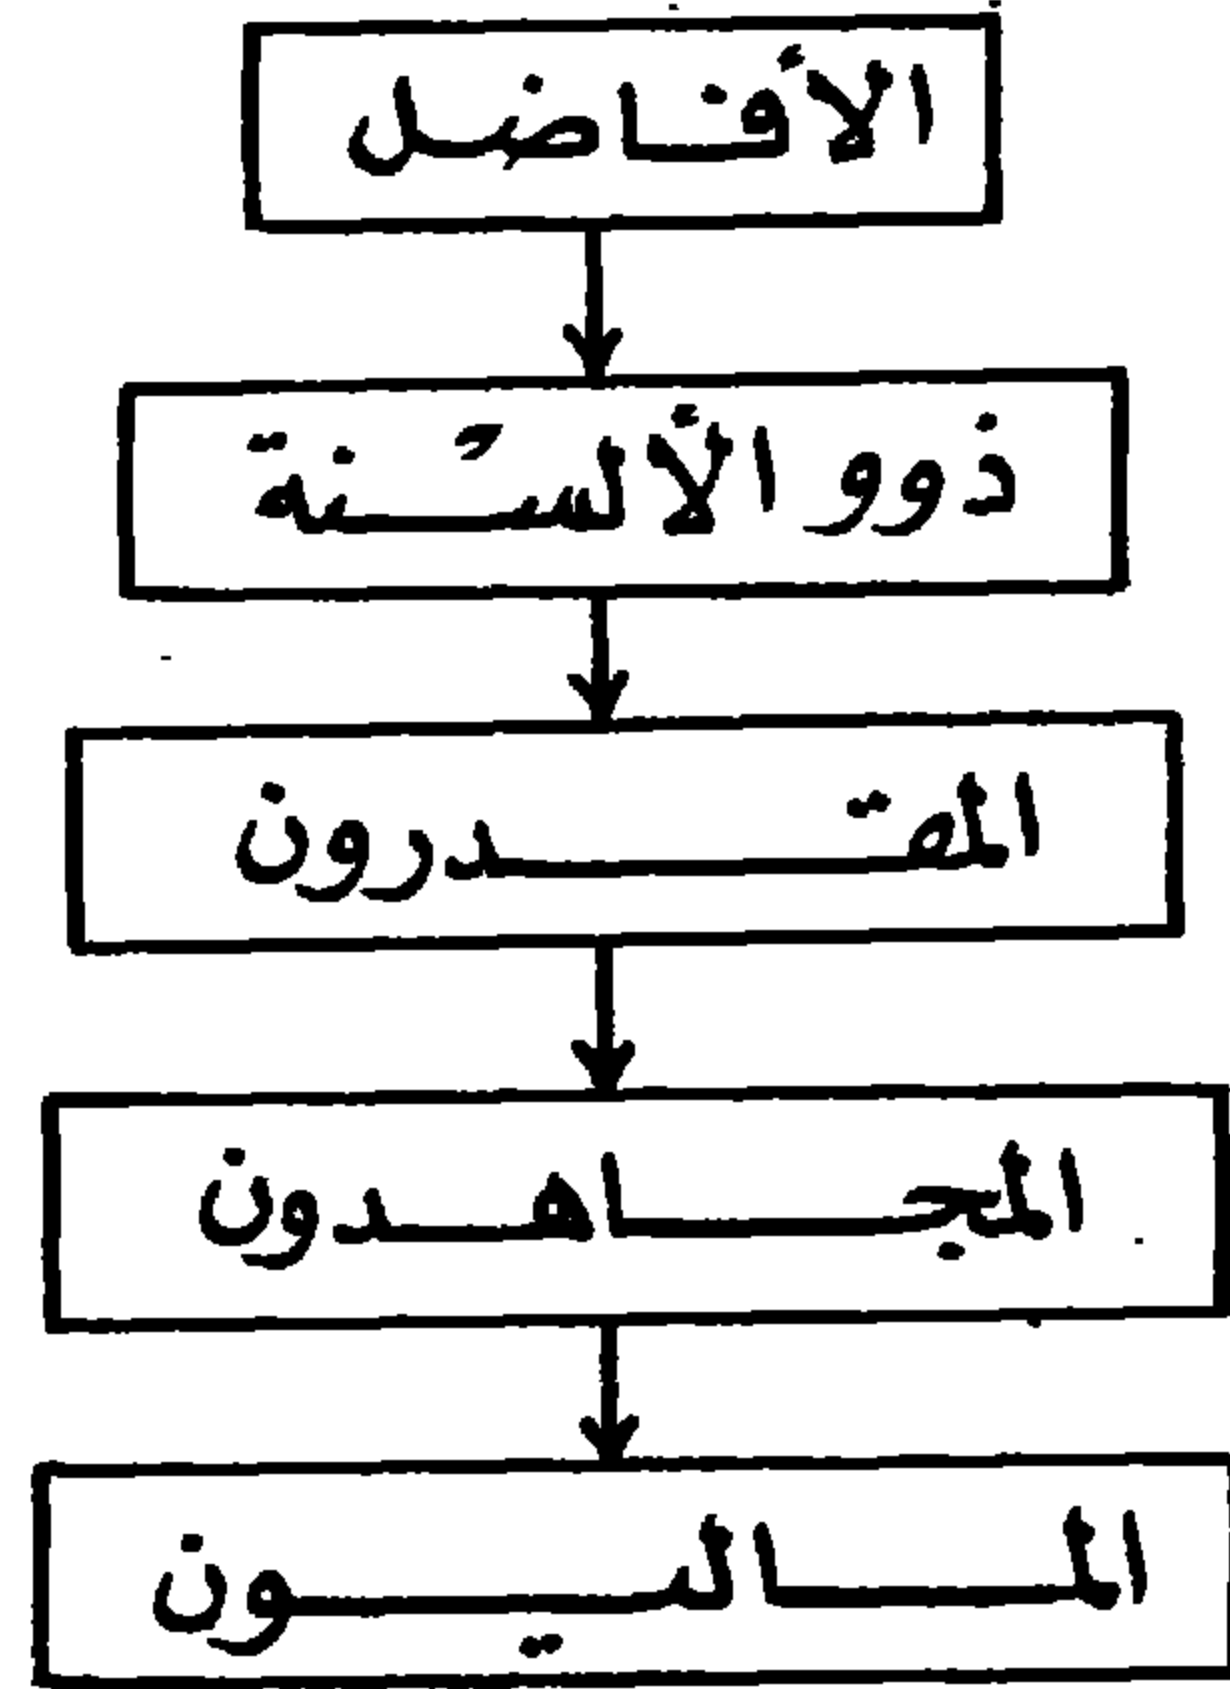 الأفاضل
ذوو الألسنة
المقدرون
المجاهدون
الماليون